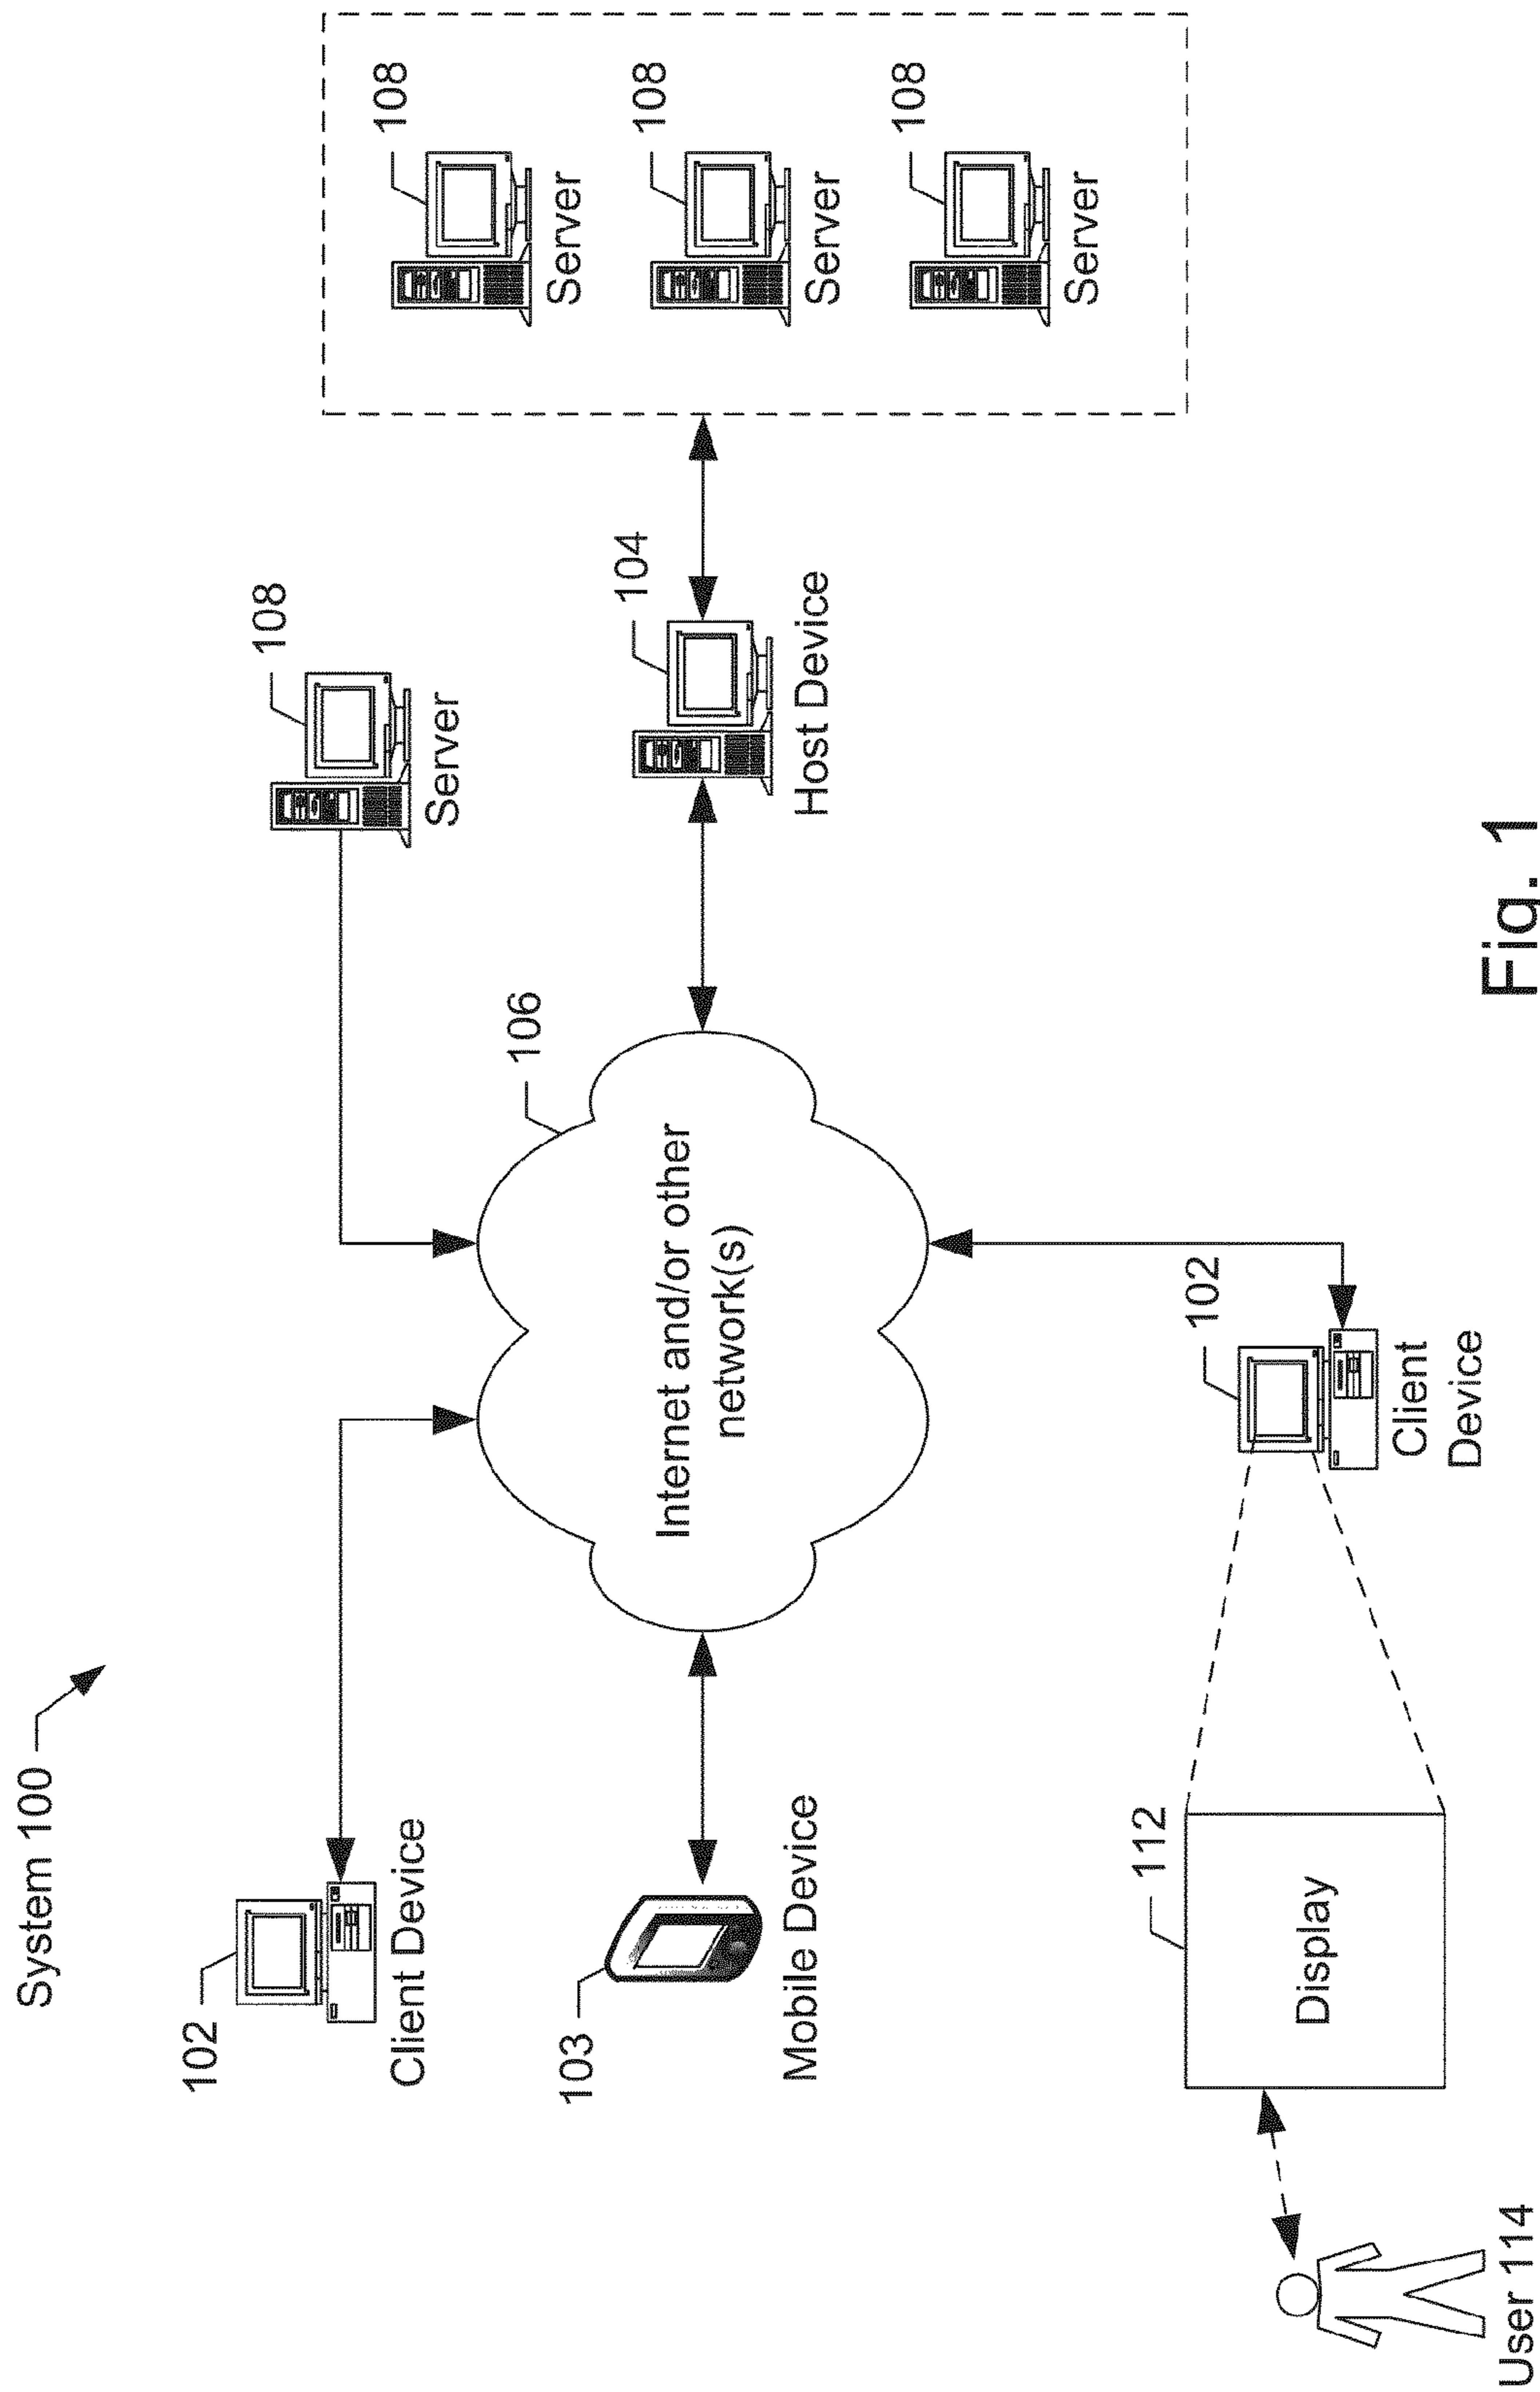 System 100
102
Client Device
103
Mobile Device
106
Internet and/or other
network(s)
108
Server
104
Host Device
108
Server
108
Server
108
Server
102
Client
Device
112
Display
User 114
Fig. 1